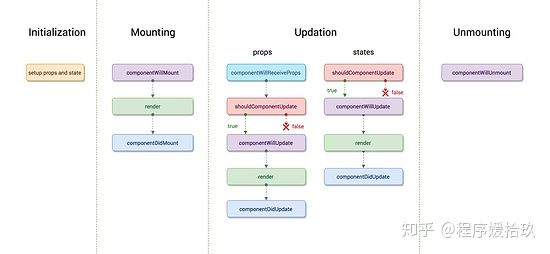 Initialization
Mounting
Updation
Unmounting
props
states
setup props and state
componentWillMount
componentWillReceiveProps
shouldComponentUpdate
componentWillUnmount
true
false
render
shouldComponentUpdate
componentWillUpdate
true
false
componentDidMount
componentWillUpdate
render
render
componentDidUpdate
componentDidUpdate
知乎 @程序媛拾玖